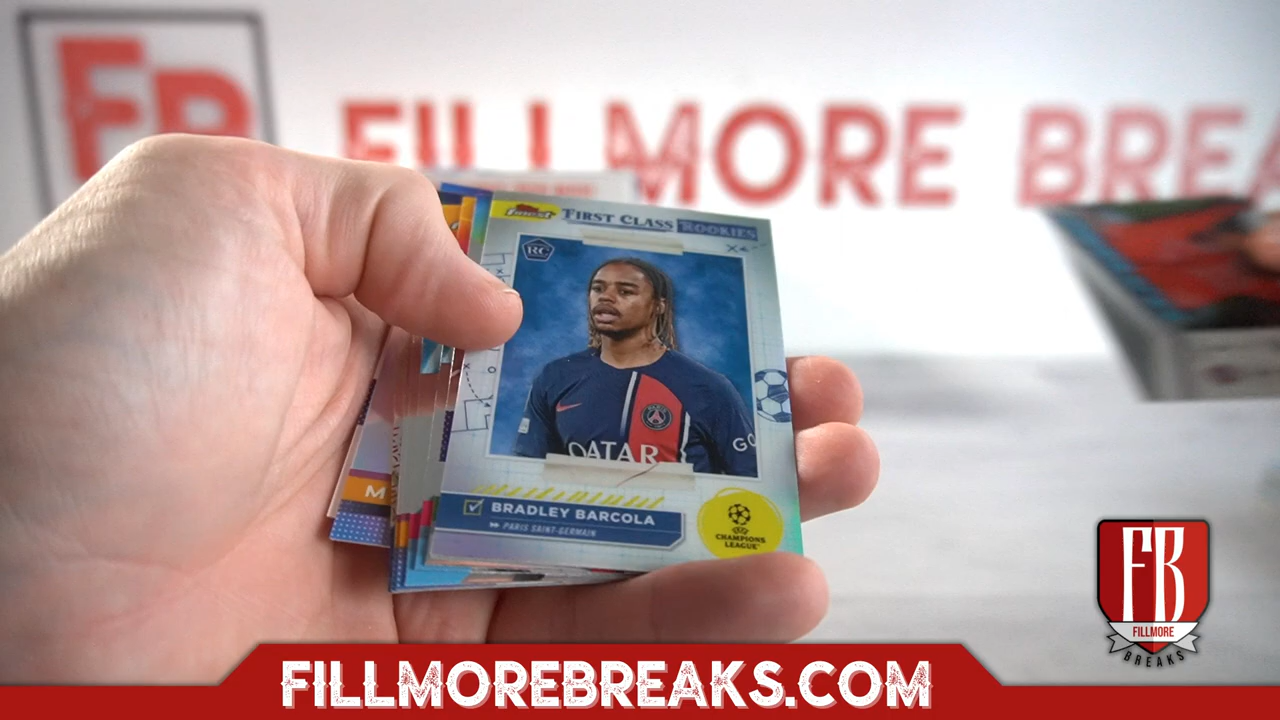 FILLMORE BREA
finest FIRST CLASS ROOKIES
RC
QATAR GO
BRADLEY BARCOLA
PARIS SAINT-GERMAIN
CHAMPIONS
LEAGUE
M
FB
FILLMORE
BREAKS
FILLMOREBREAKS.COM